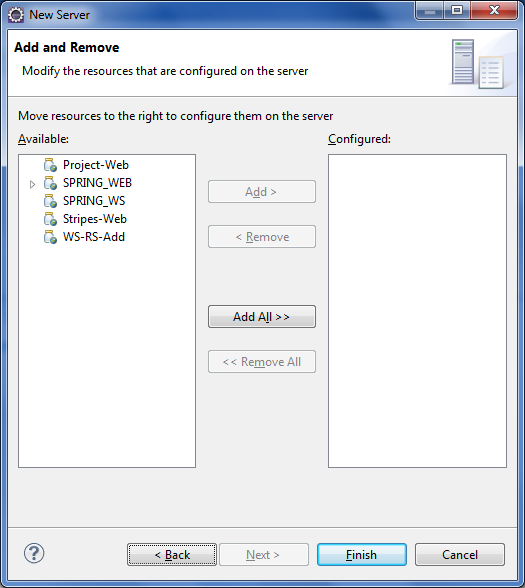 New Server
Add and Remove
Modify the resources that are configured on the server
Move resources to the right to configure them on the server
Available:
Configured:
Project-Web
SPRING_WEB
SPRING_WS
Stripes-Web
WS-RS-Add
Add >
< Remove
Add All >>
<< Remove All
?
< Back
Next >
Finish
Cancel